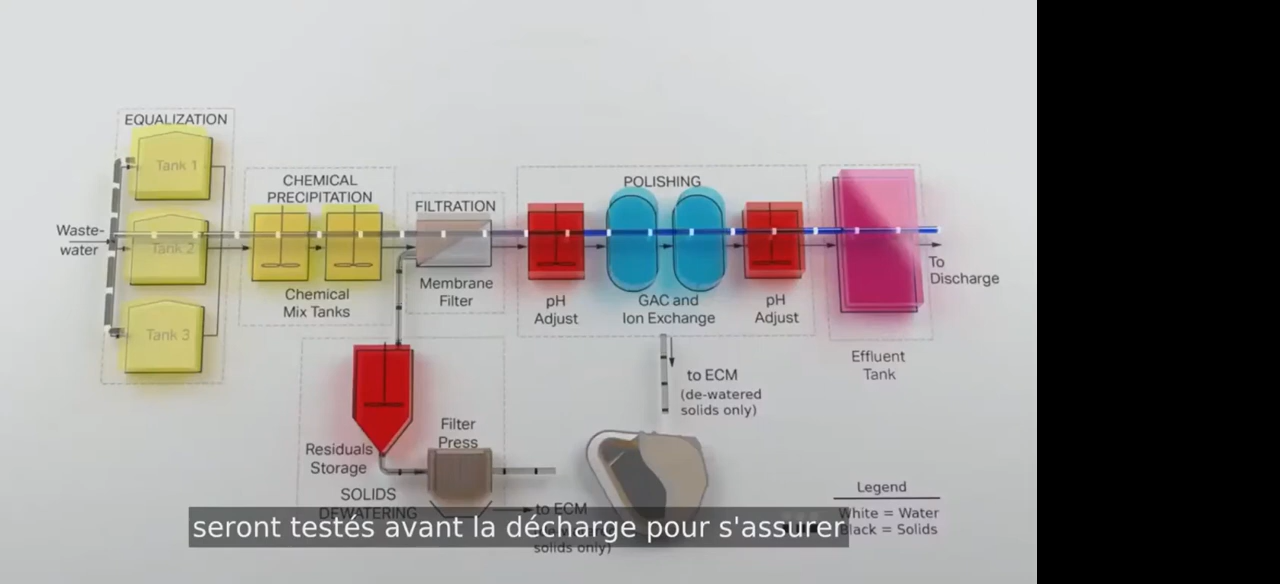 EQUALIZATION
Tank 1
Tank 2
Tank 3
Waste-
water
CHEMICAL
PRECIPITATION
Chemical
Mix Tanks
FILTRATION
Membrane
Filter
POLISHING
pH
Adjust
GAC and
Ion Exchange
pH
Adjust
To
Discharge
Effluent
Tank
to ECM
(de-watered
solids only)
Residuals
Storage
Filter
Press
SOLIDS
DEWATERING
to ECM
solids only)
Legend
White = Water
Black = Solids
seront testés avant la décharge pour s'assurer